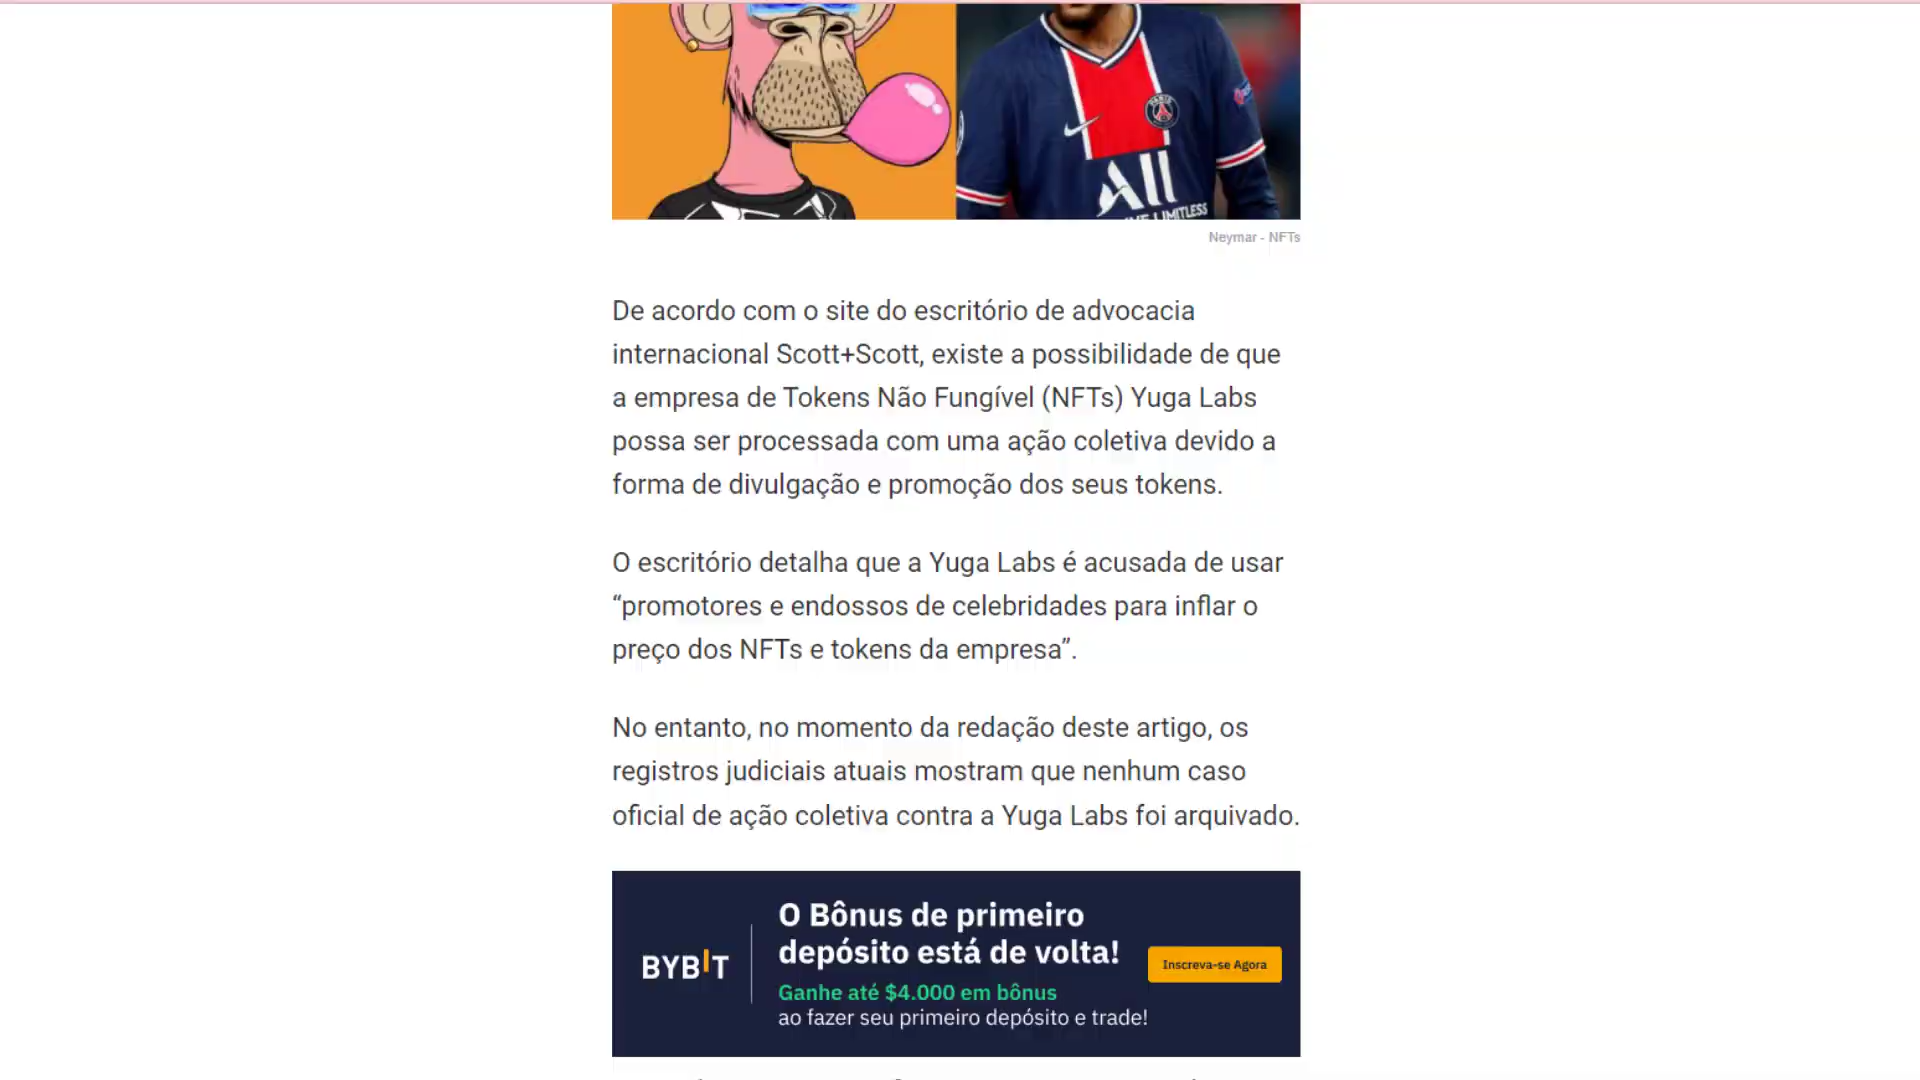 PARIS
All
LIMITLESS
Neymar - NFTs
De acordo com o site do escritório de advocacia
internacional Scott+Scott, existe a possibilidade de que
a empresa de Tokens Não Fungível (NFTs) Yuga Labs
possa ser processada com uma ação coletiva devido a
forma de divulgação e promoção dos seus tokens.
O escritório detalha que a Yuga Labs é acusada de usar
“promotores e endossos de celebridades para inflar o
preço dos NFTs e tokens da empresa”.
No entanto, no momento da redação deste artigo, os
registros judiciais atuais mostram que nenhum caso
oficial de ação coletiva contra a Yuga Labs foi arquivado.
BYBIT
O Bônus de primeiro
depósito está de volta!
Ganhe até $4.000 em bônus
ao fazer seu primeiro depósito e trade!
Inscreva-se Agora